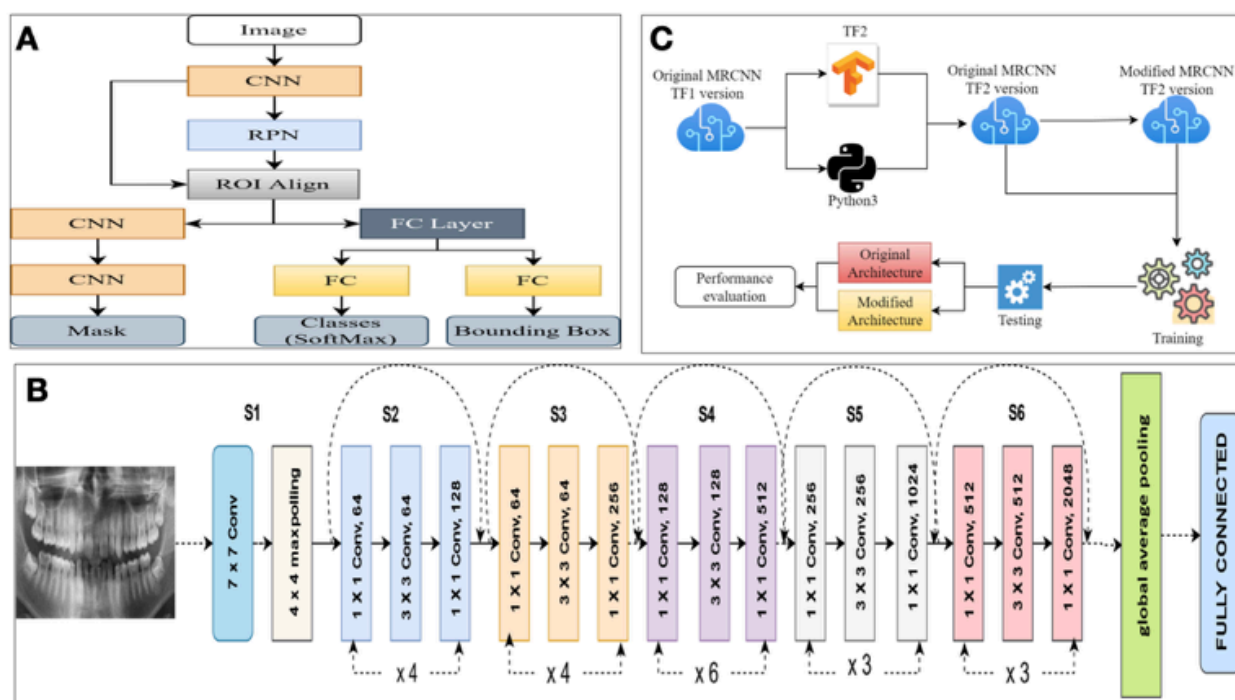 A
Image
CNN
RPN
ROI Align
CNN
FC Layer
CNN
FC
FC
Mask
Classes
(SoftMax)
Bounding Box
C
TF2
Original MRCNN
TF1 version
Original MRCNN
TF2 version
Modified MRCNN
TF2 version
Python3
Original
Architecture
Performance
evaluation
Modified
Architecture
Testing
Training
B
S1
S2
S3
S4
S5
S6
7 x 7 Conv
4 x 4 maxpolling
1 X 1 Conv, 64
3 X 3 Conv, 64
1 X 1 Conv, 128
1 X 1 Conv, 64
3 X 3 Conv, 64
1 X 1 Conv, 256
1 X 1 Conv, 128
3 X 3 Conv, 128
1 X 1 Conv, 512
1 X 1 Conv, 256
3 X 3 Conv, 256
1 X 1 Conv, 1024
1 X 1 Conv, 512
3 X 3 Conv, 512
1 X 1 Conv, 2048
global average pooling
FULLY CONNECTED
x 4
x 4
x 6
x 3
x 3